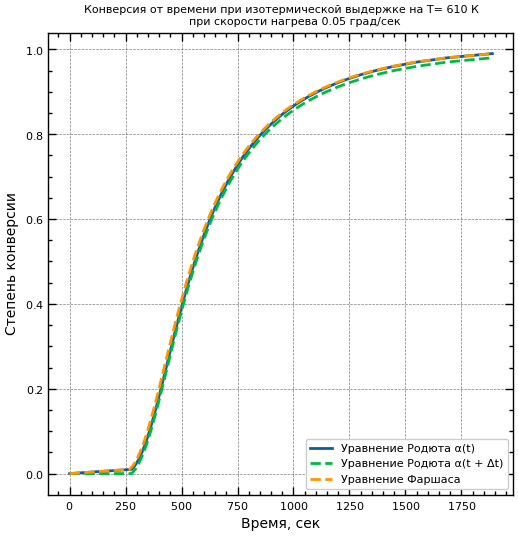 Конверсия от времени при изотермической выдержке на T= 610 К
при скорости нагрева 0.05 град/сек
Степень конверсии
1.0
0.8
0.6
0.4
0.2
0.0
Уравнение Родюта α(t)
Уравнение Родюта α(t + Δt)
Уравнение Фаршаса
0 250 500 750 1000 1250 1500 1750
Время, сек